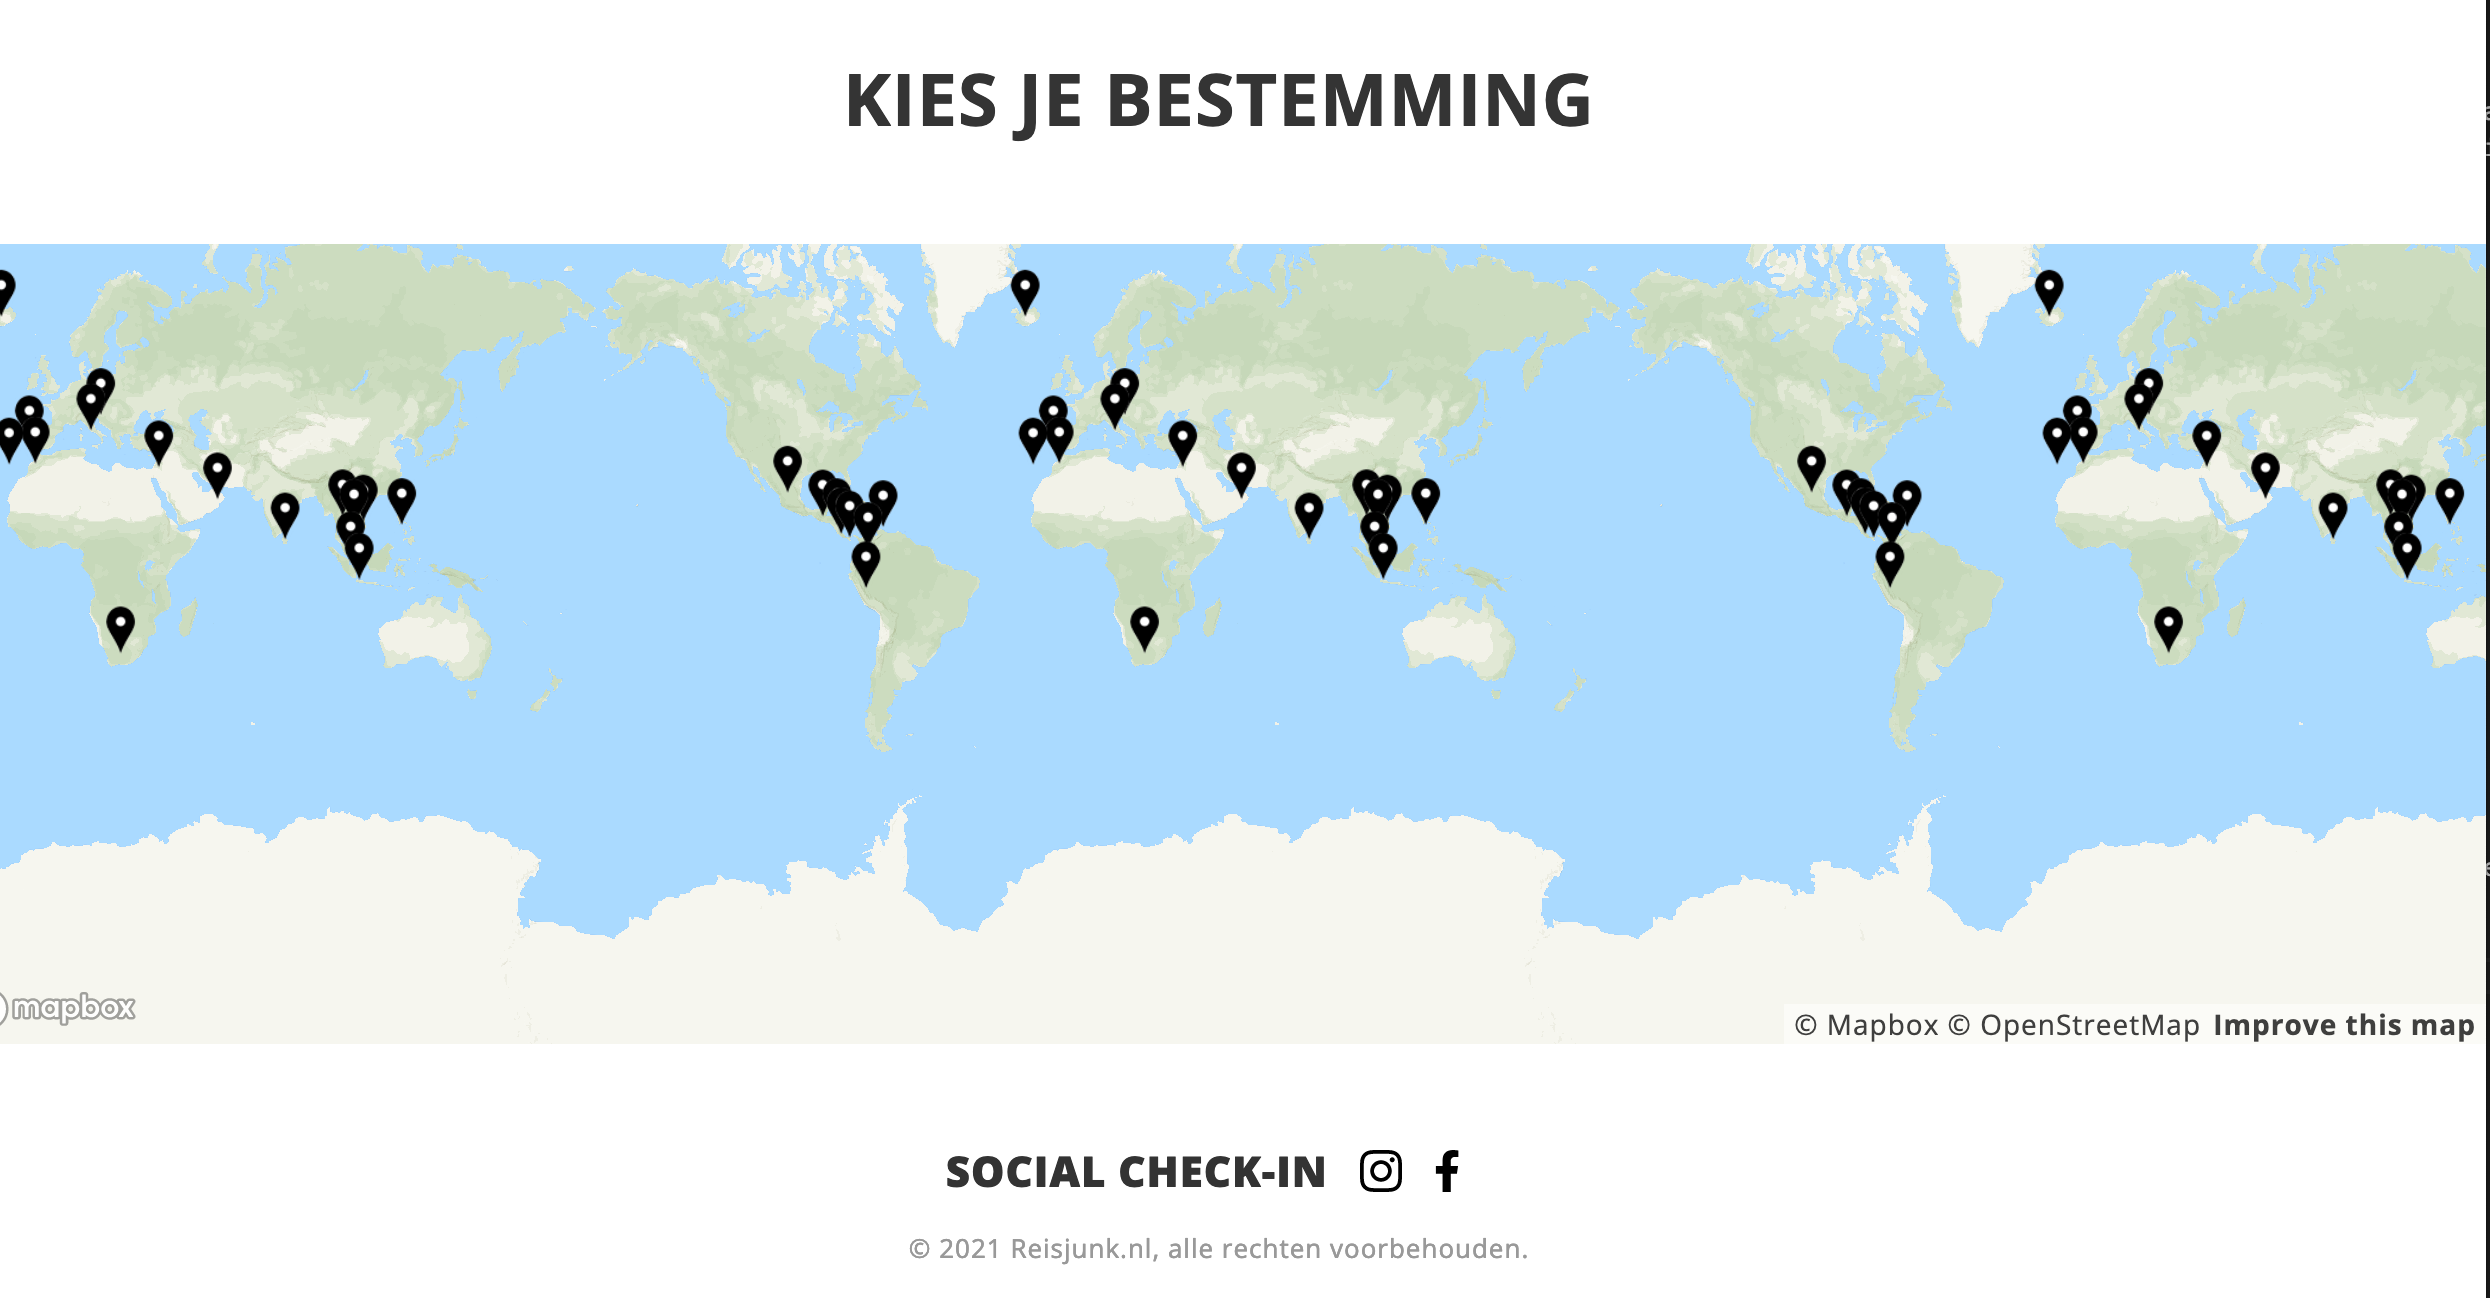 KIES JE BESTEMMING
mapbox
© Mapbox © OpenStreetMap Improve this map
SOCIAL CHECK-IN
© 2021 Reisjunk.nl, alle rechten voorbehouden.